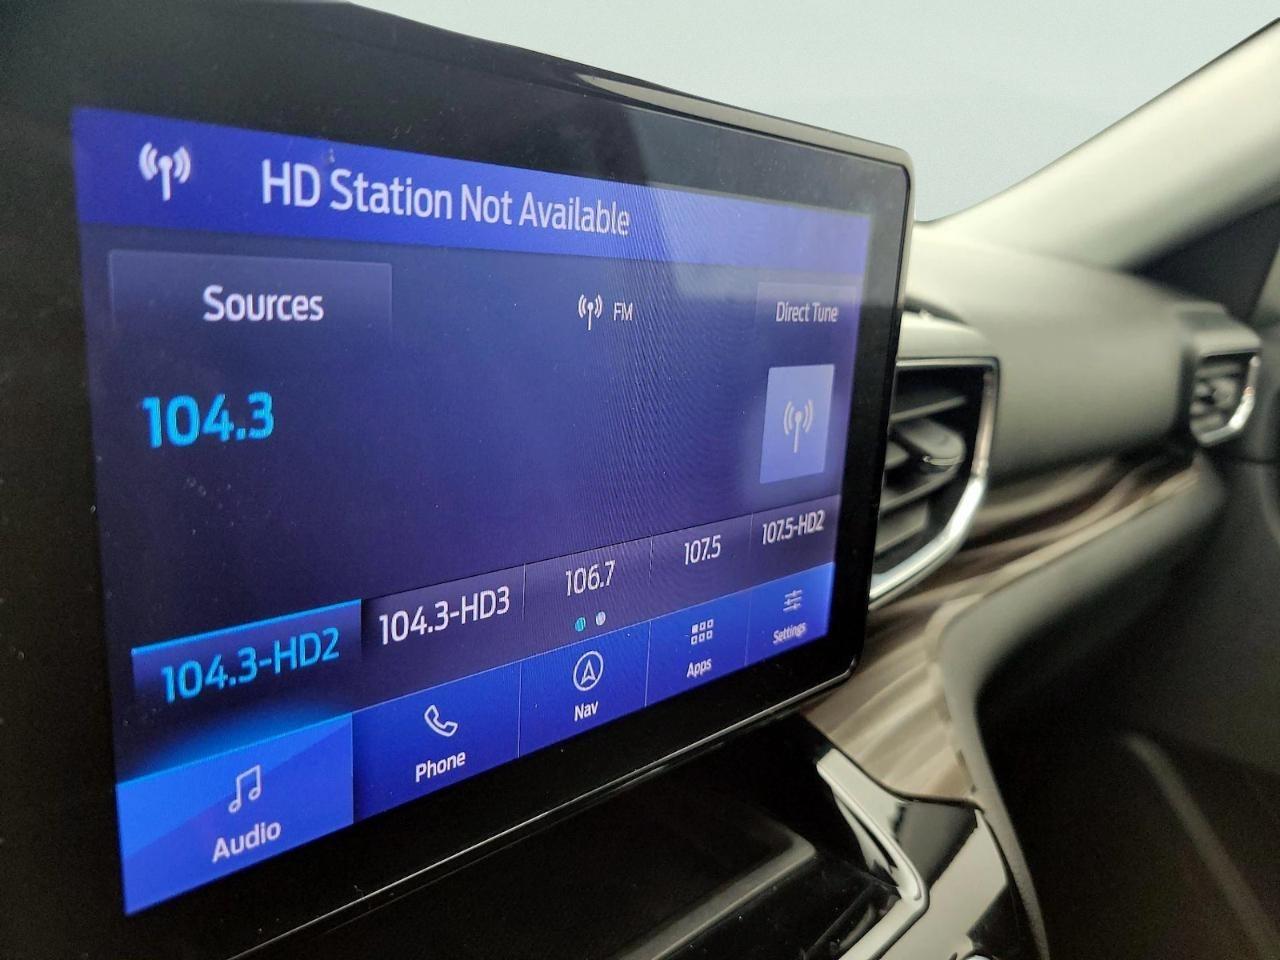 HD Station Not Available
Sources
FM
Direct Tune
104.3
104.3-HD2
104.3-HD3
106.7
107.5
107.5-HD2
Audio
Phone
Nav
Apps
Settings